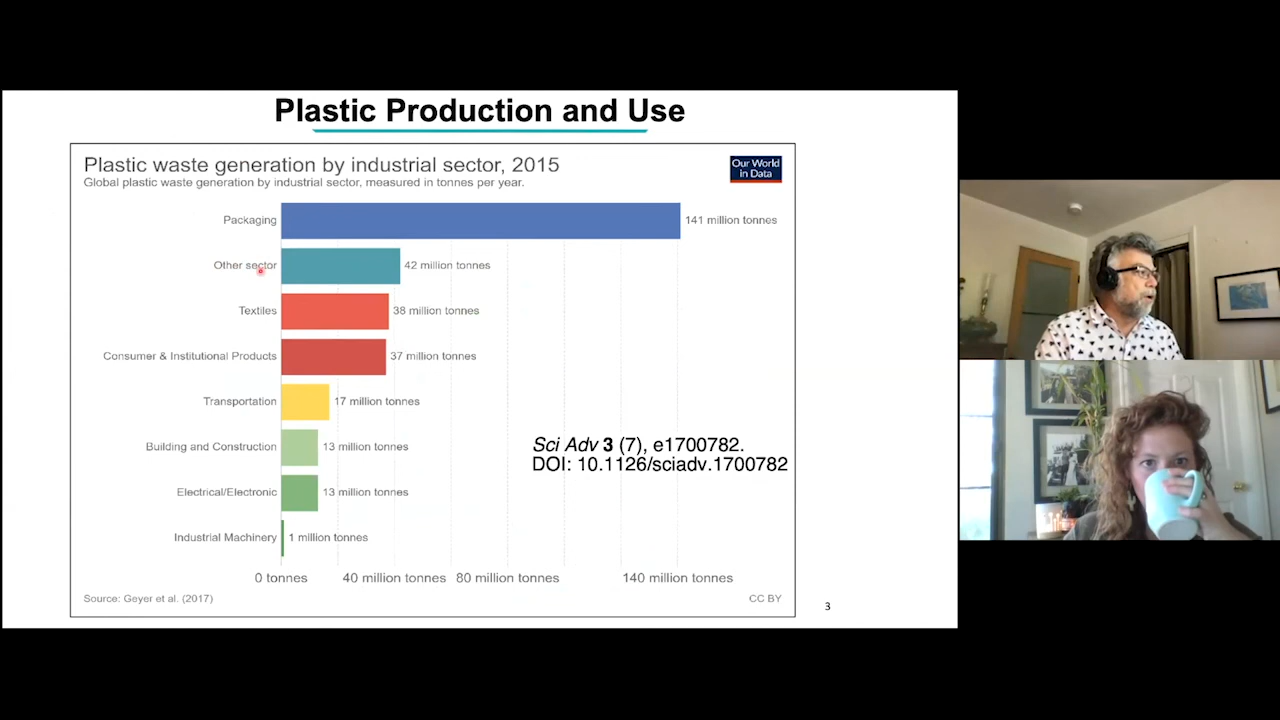 Plastic Production and Use
Plastic waste generation by industrial sector, 2015
Global plastic waste generation by industrial sector, measured in tonnes per year.
Our World
in Data
Packaging 141 million tonnes
Other sector 42 million tonnes
Textiles 38 million tonnes
Consumer & Institutional Products 37 million tonnes
Transportation 17 million tonnes
Building and Construction 13 million tonnes
Electrical/Electronic 13 million tonnes
Industrial Machinery 1 million tonnes
Sci Adv 3 (7), e1700782.
DOI: 10.1126/sciadv.1700782
0 tonnes 40 million tonnes 80 million tonnes 140 million tonnes
Source: Geyer et al. (2017) CC BY
3